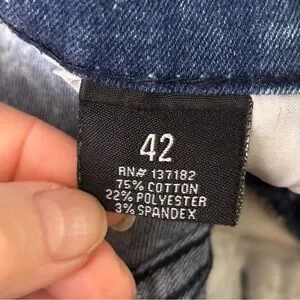 42
RN# 137182
75% COTTON
22% POLYESTER
3% SPANDEX